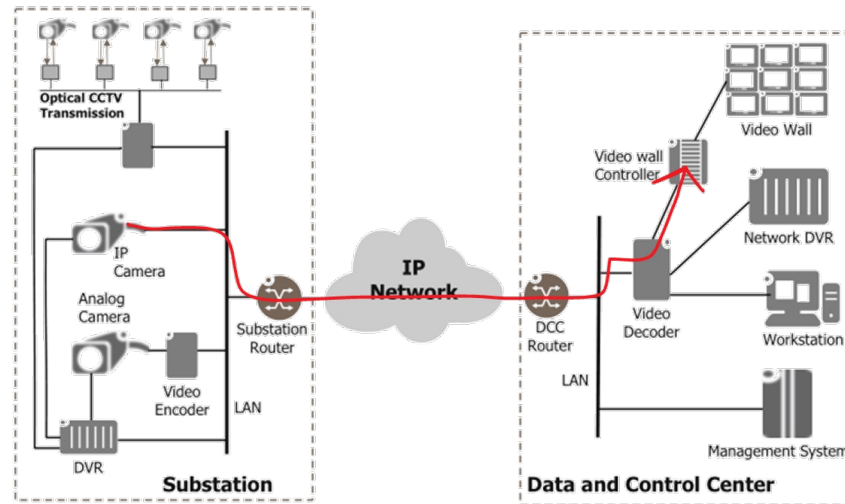 Optical CCTV
Transmission
IP
Camera
Analog
Camera
Video
Encoder
DVR
LAN
Substation
Router
Substation
IP
Network
Video Wall
Video wall
Controller
Network DVR
DCC
Router
Video
Decoder
Workstation
LAN
Management System
Data and Control Center